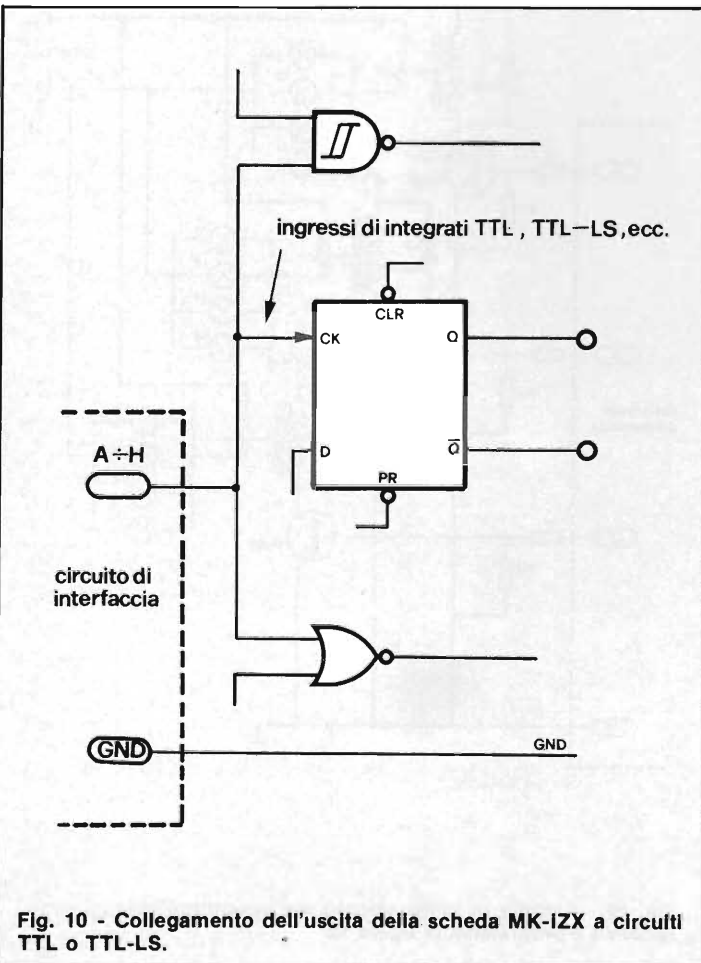 ingressi di integrati TTL , TTL–LS,ecc.
CLR
CK
Q
A÷H
D
Q̅
PR
circuito di
interfaccia
GND
GND
Fig. 10 - Collegamento dell'uscita della scheda MK-iZX a circuiti
TTL o TTL-LS.